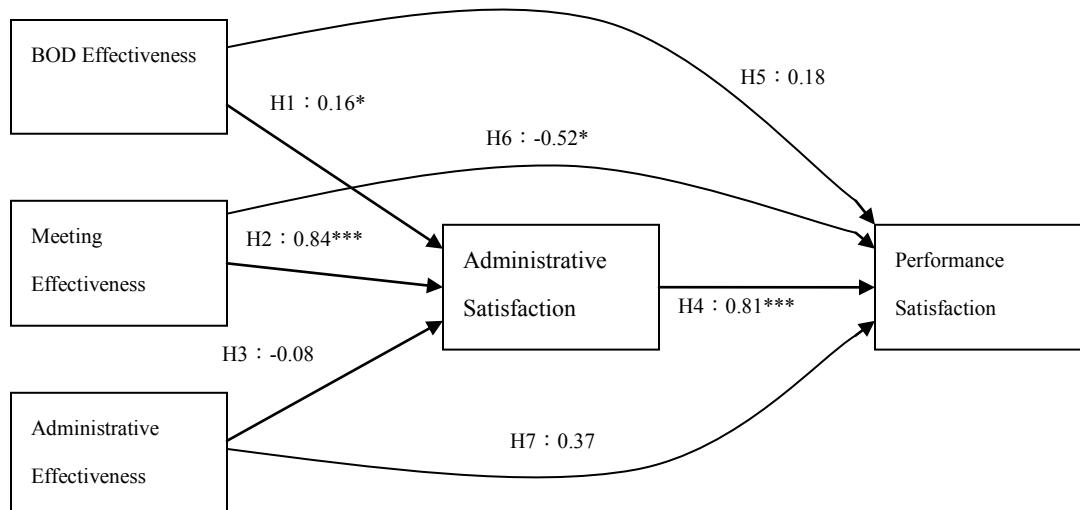 BOD Effectiveness
H5：0.18
H1：0.16*
H6：-0.52*
Meeting
Effectiveness
H2：0.84***
Administrative
Satisfaction
Performance
Satisfaction
H4：0.81***
H3：-0.08
Administrative
Effectiveness
H7：0.37